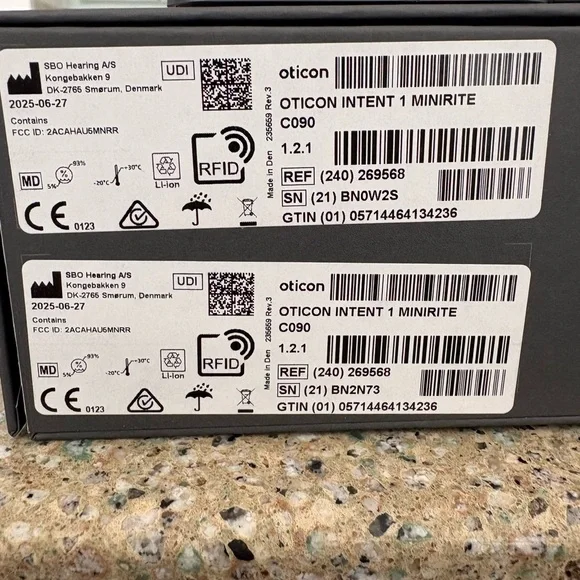 SBO Hearing A/S
Kongebakken 9
DK-2765 Smørum, Denmark
2025-06-27
Contains
FCC ID: 2ACAHAU5MNRR
UDI
RFID
MD
5%
93%
-20°C
+30°C
Li-ion
CE 0123
235659 Rev.3
Made in Den
oticon
OTICON INTENT 1 MINIRITE
C090
1.2.1
REF (240) 269568
SN (21) BN0W2S
GTIN (01) 05714464134236
SBO Hearing A/S
Kongebakken 9
DK-2765 Smørum, Denmark
2025-06-27
Contains
FCC ID: 2ACAHAU5MNRR
UDI
RFID
MD
5%
93%
-20°C
+30°C
Li-ion
CE 0123
235659 Rev.3
Made in Den
oticon
OTICON INTENT 1 MINIRITE
C090
1.2.1
REF (240) 269568
SN (21) BN2N73
GTIN (01) 05714464134236